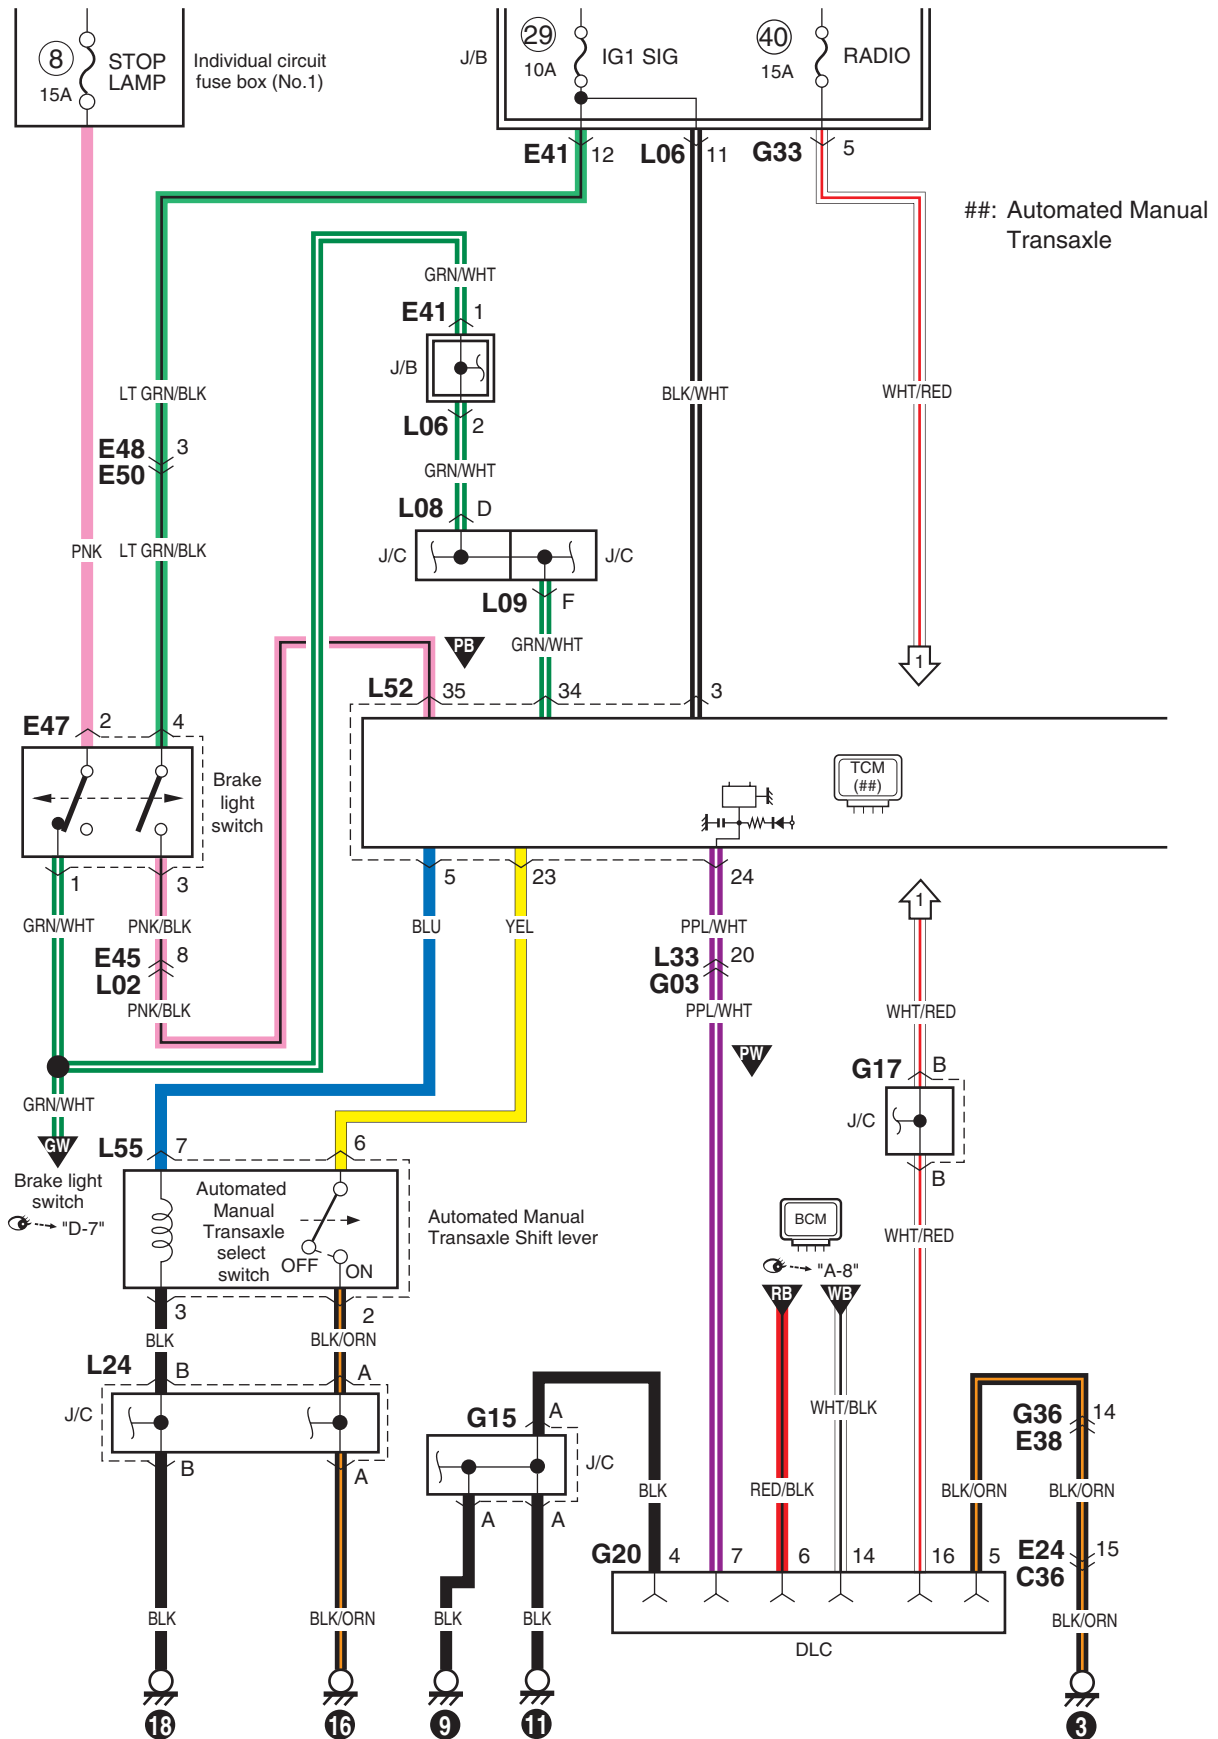 8
STOP
LAMP
15A
Individual circuit
fuse box (No.1)
J/B
29
10A
IG1 SIG
40
15A
RADIO
E41 12
L06 11
G33 5
##: Automated Manual
Transaxle
GRN/WHT
E41 1
J/B
LT GRN/BLK
BLK/WHT
WHT/RED
L06 2
E48 3
E50
GRN/WHT
L08 D
PNK
LT GRN/BLK
J/C
J/C
L09 F
GRN/WHT
PB
1
L52 35
34
3
E47 2
4
TCM
(##)
Brake
light
switch
1
3
5
23
24
1
GRN/WHT
PNK/BLK
BLU
YEL
PPL/WHT
E45 8
L02
L33 20
G03
PNK/BLK
PPL/WHT
WHT/RED
PW
G17 B
GRN/WHT
J/C
GW
L55 7
6
B
Brake light
switch
"D-7"
Automated
Manual
Transaxle
select
switch
OFF
ON
Automated Manual
Transaxle Shift lever
BCM
"A-8"
WHT/RED
RB
WB
3
2
BLK
BLK/ORN
L24 B
A
J/C
G15 A
WHT/BLK
G36 14
E38
J/C
B
A
BLK
RED/BLK
BLK/ORN
BLK/ORN
A
A
G20 4
7
6
14
16
5
E24 15
C36
BLK
BLK/ORN
BLK
BLK
BLK/ORN
DLC
18
16
9
11
3